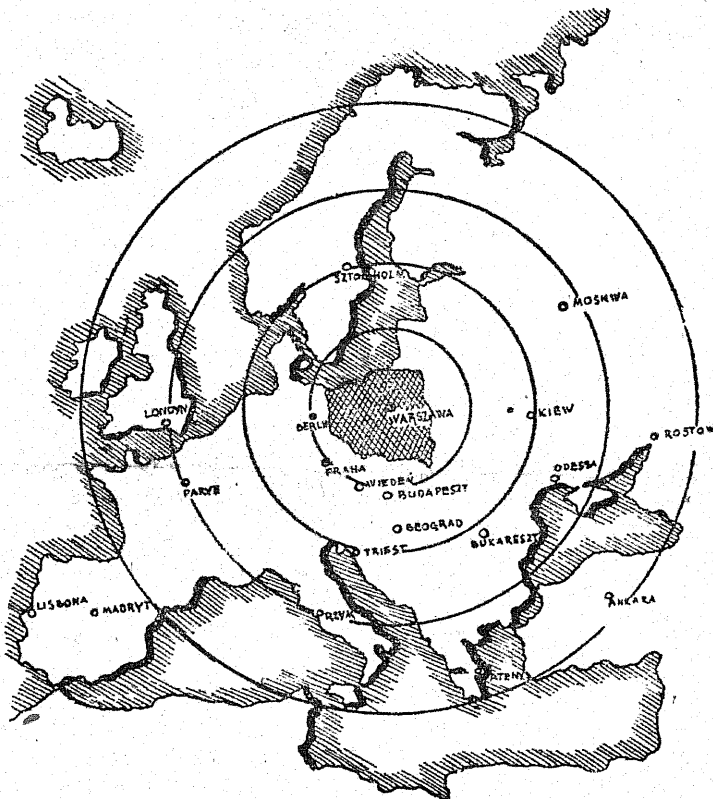 SZTOKHOLM
MOSKWA
LONDYN
BERLIN
WARSZAWA
KIEW
ROSTOW
PRAHA
ODESSA
WIEDEŃ
PARYŻ
BUDAPESZT
BEOGRAD
BUKARESZT
TRIEST
LISBONA
MADRYT
ANKARA
RZYM
ATENY